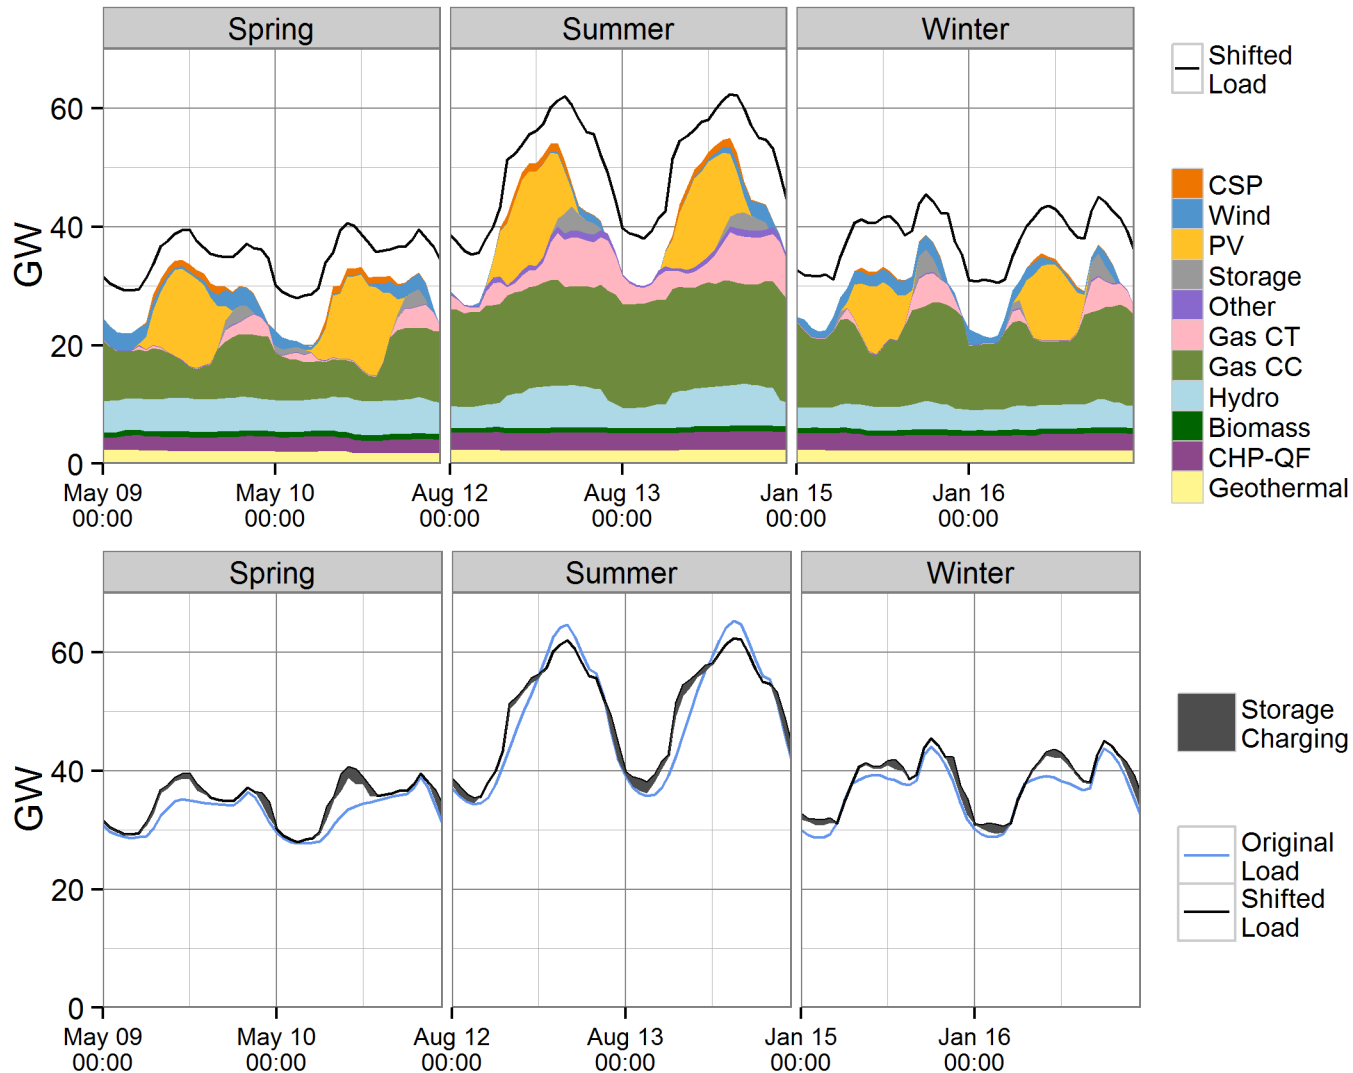 Spring
Summer
Winter
60
40
20
0
GW
May 09
00:00
May 10
00:00
Aug 12
00:00
Aug 13
00:00
Jan 15
00:00
Jan 16
00:00
Shifted
Load
CSP
Wind
PV
Storage
Other
Gas CT
Gas CC
Hydro
Biomass
CHP-QF
Geothermal
Spring
Summer
Winter
60
40
20
0
GW
May 09
00:00
May 10
00:00
Aug 12
00:00
Aug 13
00:00
Jan 15
00:00
Jan 16
00:00
Storage
Charging
Original
Load
Shifted
Load